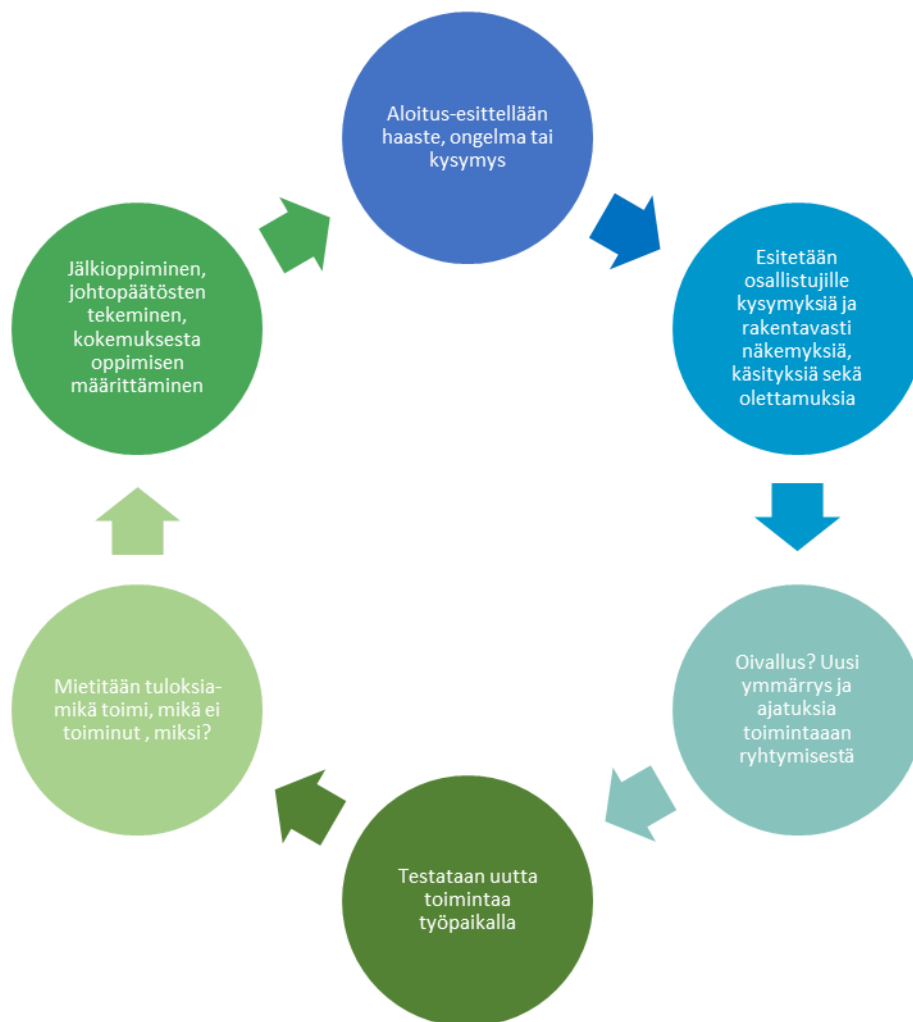 Aloitus-esittellään
haaste, ongelma tai
kysymys
Esitetään
osallistujille
kysymyksiä ja
rakentavasti
näkemyksiä,
käsityksiä sekä
olettamuksia
Oivallus? Uusi
ymmärrys ja
ajatuksia
toimintaaan
ryhtymisestä
Testataan uutta
toimintaa
työpaikalla
Mietitään tuloksia-
mikä toimi, mikä ei
toiminut , miksi?
Jälkioppiminen,
johtopäätösten
tekeminen,
kokemuksesta
oppimisen
määrittäminen